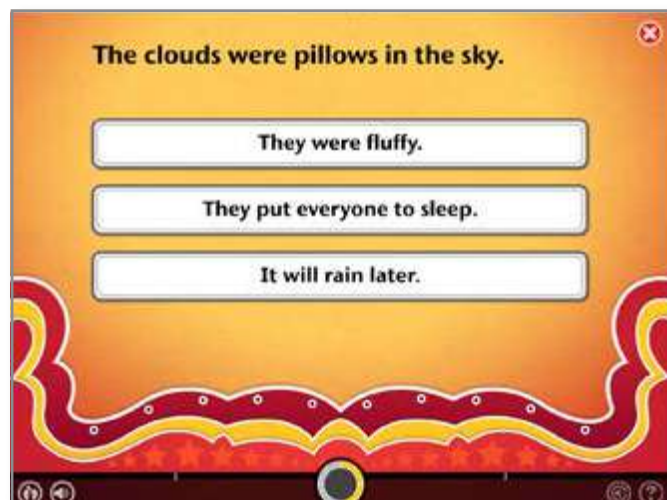 The clouds were pillows in the sky.
They were fluffy.
They put everyone to sleep.
It will rain later.